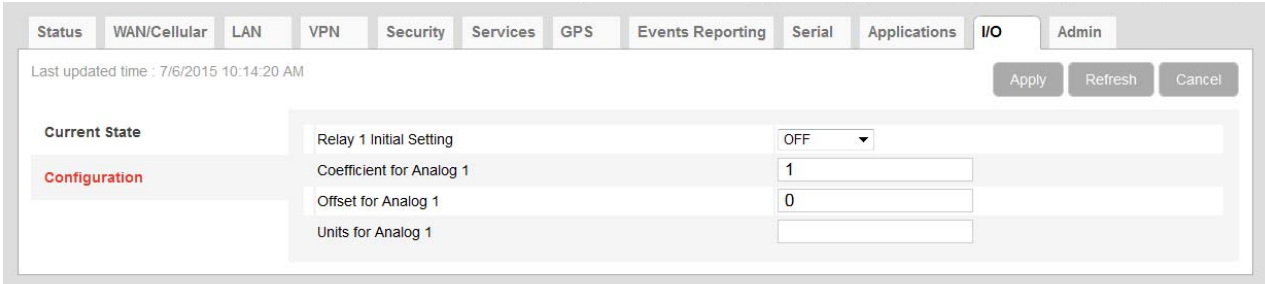 Status WAN/Cellular LAN VPN Security Services GPS Events Reporting Serial Applications I/O Admin
Last updated time : 7/6/2015 10:14:20 AM
Apply Refresh Cancel
Current State
Configuration
Relay 1 Initial Setting OFF
Coefficient for Analog 1 1
Offset for Analog 1 0
Units for Analog 1